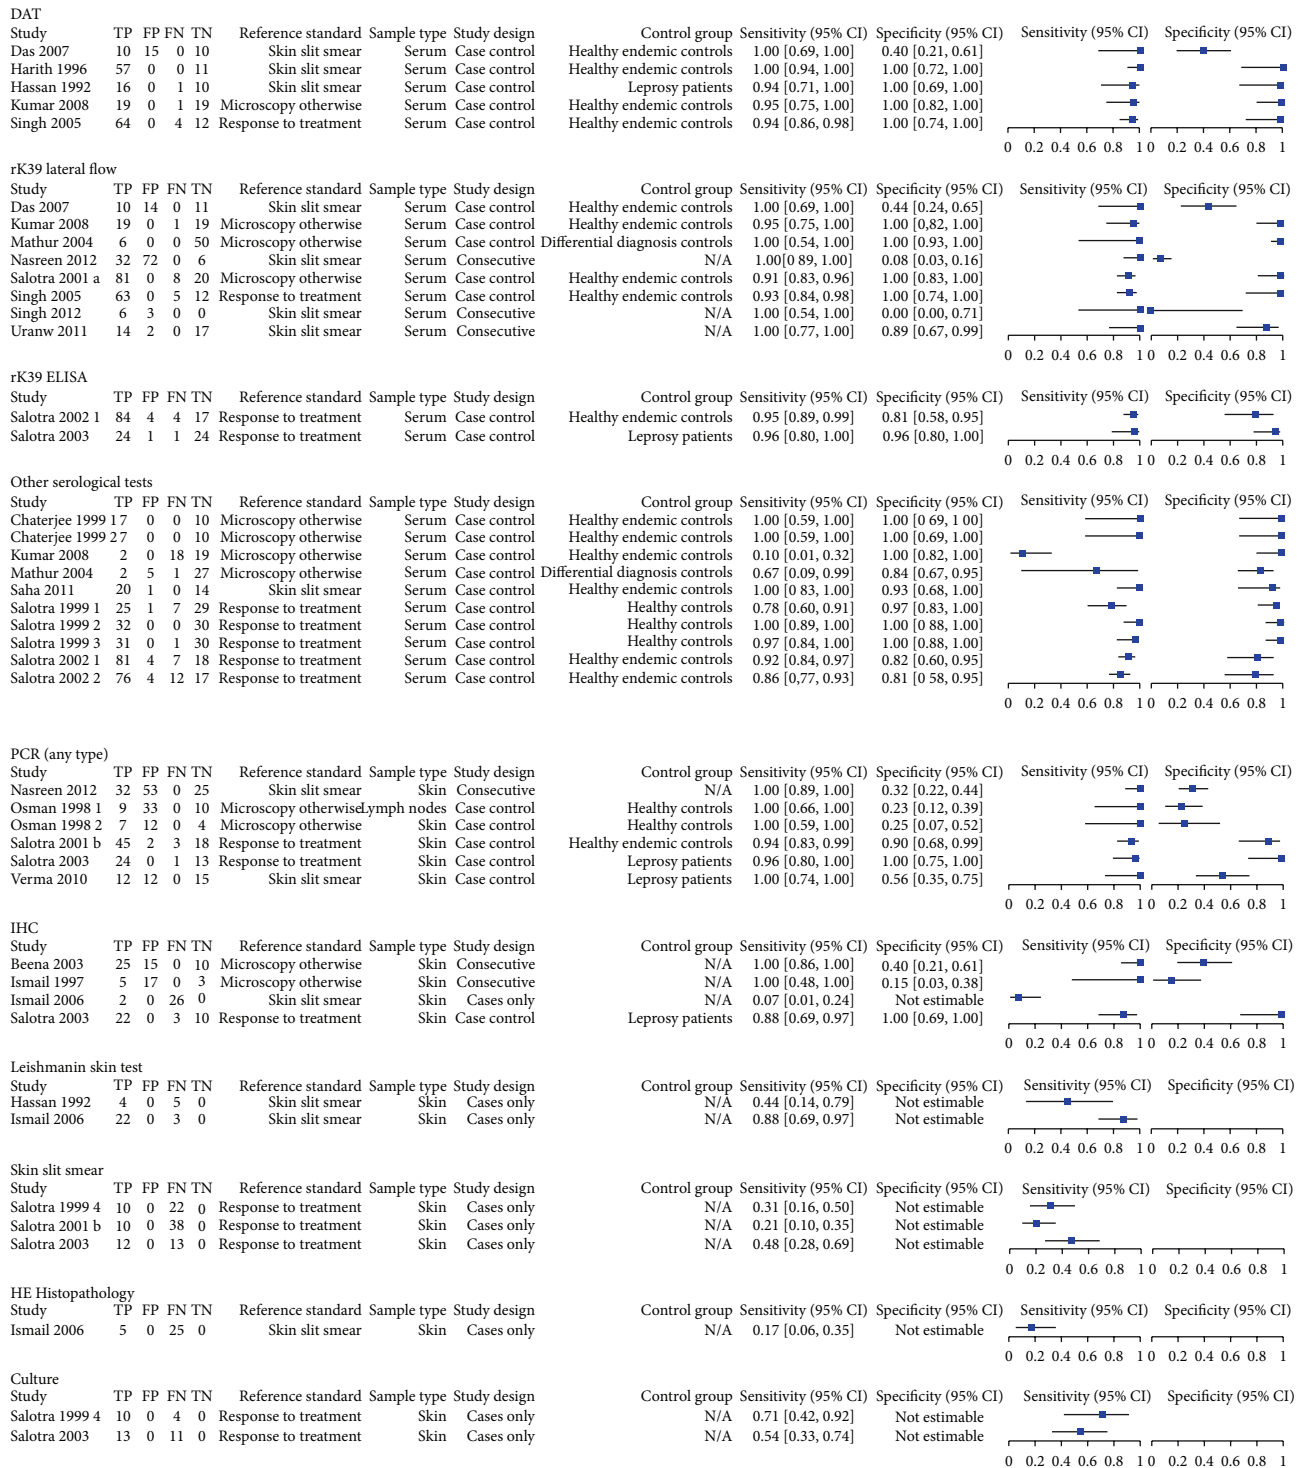 DAT
Study TP FP FN TN Reference standard Sample type Study design Control group Sensitivity (95% CI) Specificity (95% CI) Sensitivity (95% CI) Specificity (95% CI)
Das 2007 10 15 0 10 Skin slit smear Serum Case control Healthy endemic controls 1.00 [0.69, 1.00] 0.40 [0.21, 0.61]
Harith 1996 57 0 0 11 Skin slit smear Serum Case control Healthy endemic controls 1.00 [0.94, 1.00] 1.00 [0.72, 1.00]
Hassan 1992 16 0 1 10 Skin slit smear Serum Case control Leprosy patients 0.94 [0.71, 1.00] 1.00 [0.69, 1.00]
Kumar 2008 19 0 1 19 Microscopy otherwise Serum Case control Healthy endemic controls 0.95 [0.75, 1.00] 1.00 [0.82, 1.00]
Singh 2005 64 0 4 12 Response to treatment Serum Case control Healthy endemic controls 0.94 [0.86, 0.98] 1.00 [0.74, 1.00]
0 0.2 0.4 0.6 0.8 1 0 0.2 0.4 0.6 0.8 1
rK39 lateral flow
Study TP FP FN TN Reference standard Sample type Study design Control group Sensitivity (95% CI) Specificity (95% CI) Sensitivity (95% CI) Specificity (95% CI)
Das 2007 10 14 0 11 Skin slit smear Serum Case control Healthy endemic controls 1.00 [0.69, 1.00] 0.44 [0.24, 0.65]
Kumar 2008 19 0 1 19 Microscopy otherwise Serum Case control Healthy endemic controls 0.95 [0.75, 1.00] 1.00 [0,82, 1.00]
Mathur 2004 6 0 0 50 Microscopy otherwise Serum Case control Differential diagnosis controls 1.00 [0.54, 1.00] 1.00 [0.93, 1.00]
Nasreen 2012 32 72 0 6 Skin slit smear Serum Consecutive N/A 1.00[0 89, 1.00] 0.08 [0.03, 0.16]
Salotra 2001 a 81 0 8 20 Microscopy otherwise Serum Case control Healthy endemic controls 0.91 [0.83, 0.96] 1.00 [0.83, 1.00]
Singh 2005 63 0 5 12 Response to treatment Serum Case control Healthy endemic controls 0.93 [0.84, 0.98] 1.00 [0.74, 1.00]
Singh 2012 6 3 0 0 Skin slit smear Serum Consecutive N/A 1.00 [0.54, 1.00] 0.00 [0.00, 0.71]
Uranw 2011 14 2 0 17 Skin slit smear Serum Consecutive N/A 1.00 [0.77, 1.00] 0.89 [0.67, 0.99]
0 0.2 0.4 0.6 0.8 1 0 0.2 0.4 0.6 0.8 1
rK39 ELISA
Study TP FP FN TN Reference standard Sample type Study design Control group Sensitivity (95% CI) Specificity (95% CI) Sensitivity (95% CI) Specificity (95% CI)
Salotra 2002 1 84 4 4 17 Response to treatment Serum Case control Healthy endemic controls 0.95 [0.89, 0.99] 0.81 [0.58, 0.95]
Salotra 2003 24 1 1 24 Response to treatment Serum Case control Leprosy patients 0.96 [0.80, 1.00] 0.96 [0.80, 1.00]
0 0.2 0.4 0.6 0.8 1 0 0.2 0.4 0.6 0.8 1
Other serological tests
Study TP FP FN TN Reference standard Sample type Study design Control group Sensitivity (95% CI) Specificity (95% CI) Sensitivity (95% CI) Specificity (95% CI)
Chaterjee 1999 1 7 0 0 10 Microscopy otherwise Serum Case control Healthy endemic controls 1.00 [0.59, 1.00] 1.00 [0 69, 1 00]
Chaterjee 1999 2 7 0 0 10 Microscopy otherwise Serum Case control Healthy endemic controls 1.00 [0.59, 1.00] 1.00 [0.69, 1.00]
Kumar 2008 2 0 18 19 Microscopy otherwise Serum Case control Healthy endemic controls 0.10 [0.01, 0.32] 1.00 [0.82, 1.00]
Mathur 2004 2 5 1 27 Microscopy otherwise Serum Case control Differential diagnosis controls 0.67 [0.09, 0.99] 0.84 [0.67, 0.95]
Saha 2011 20 1 0 14 Skin slit smear Serum Case control Healthy endemic controls 1.00 [0 83, 1.00] 0.93 [0.68, 1.00]
Salotra 1999 1 25 1 7 29 Response to treatment Serum Case control Healthy controls 0.78 [0.60, 0.91] 0.97 [0.83, 1.00]
Salotra 1999 2 32 0 0 30 Response to treatment Serum Case control Healthy controls 1.00 [0.89, 1.00] 1.00 [0 88, 1.00]
Salotra 1999 3 31 0 1 30 Response to treatment Serum Case control Healthy controls 0.97 [0.84, 1.00] 1.00 [0.88, 1.00]
Salotra 2002 1 81 4 7 18 Response to treatment Serum Case control Healthy endemic controls 0.92 [0.84, 0.97] 0.82 [0.60, 0.95]
Salotra 2002 2 76 4 12 17 Response to treatment Serum Case control Healthy endemic controls 0.86 [0,77, 0.93] 0.81 [0 58, 0.95]
0 0.2 0.4 0.6 0.8 1 0 0.2 0.4 0.6 0.8 1
PCR (any type)
Study TP FP FN TN Reference standard Sample type Study design Control group Sensitivity (95% CI) Specificity (95% CI) Sensitivity (95% CI) Specificity (95% CI)
Nasreen 2012 32 53 0 25 Skin slit smear Skin Consecutive N/A 1.00 [0.89, 1.00] 0.32 [0.22, 0.44]
Osman 1998 1 9 33 0 10 Microscopy otherwise Lymph nodes Healthy controls 1.00 [0.66, 1.00] 0.23 [0.12, 0.39]
Osman 1998 2 7 12 0 4 Microscopy otherwise Skin Case control Healthy controls 1.00 [0.59, 1.00] 0.25 [0.07, 0.52]
Salotra 2001 b 45 2 3 18 Response to treatment Skin Case control Healthy endemic controls 0.94 [0.83, 0.99] 0.90 [0.68, 0.99]
Salotra 2003 24 0 1 13 Response to treatment Skin Case control Leprosy patients 0.96 [0.80, 1.00] 1.00 [0.75, 1.00]
Verma 2010 12 12 0 15 Skin slit smear Skin Case control Leprosy patients 1.00 [0.74, 1.00] 0.56 [0.35, 0.75]
0 0.2 0.4 0.6 0.8 1 0 0.2 0.4 0.6 0.8 1
IHC
Study TP FP FN TN Reference standard Sample type Study design Control group Sensitivity (95% CI) Specificity (95% CI) Sensitivity (95% CI) Specificity (95% CI)
Beena 2003 25 15 0 10 Microscopy otherwise Skin Consecutive N/A 1.00 [0.86, 1.00] 0.40 [0.21, 0.61]
Ismail 1997 5 17 0 3 Microscopy otherwise Skin Consecutive N/A 1.00 [0.48, 1.00] 0.15 [0.03, 0.38]
Ismail 2006 2 0 26 0 Skin slit smear Skin Cases only N/A 0.07 [0.01, 0.24] Not estimable
Salotra 2003 22 0 3 10 Response to treatment Skin Case control Leprosy patients 0.88 [0.69, 0.97] 1.00 [0.69, 1.00]
0 0.2 0.4 0.6 0.8 1 0 0.2 0.4 0.6 0.8 1
Leishmanin skin test
Study TP FP FN TN Reference standard Sample type Study design Control group Sensitivity (95% CI) Specificity (95% CI) Sensitivity (95% CI) Specificity (95% CI)
Hassan 1992 4 0 5 0 Skin slit smear Skin Cases only N/A 0.44 [0.14, 0.79] Not estimable
Ismail 2006 22 0 3 0 Skin slit smear Skin Cases only N/A 0.88 [0.69, 0.97] Not estimable
0 0.2 0.4 0.6 0.8 1 0 0.2 0.4 0.6 0.8 1
Skin slit smear
Study TP FP FN TN Reference standard Sample type Study design Control group Sensitivity (95% CI) Specificity (95% CI) Sensitivity (95% CI) Specificity (95% CI)
Salotra 1999 4 10 0 22 0 Response to treatment Skin Cases only N/A 0.31 [0.16, 0.50] Not estimable
Salotra 2001 b 10 0 38 0 Response to treatment Skin Cases only N/A 0.21 [0.10, 0.35] Not estimable
Salotra 2003 12 0 13 0 Response to treatment Skin Cases only N/A 0.48 [0.28, 0.69] Not estimable
0 0.2 0.4 0.6 0.8 1 0 0.2 0.4 0.6 0.8 1
HE Histopathology
Study TP FP FN TN Reference standard Sample type Study design Control group Sensitivity (95% CI) Specificity (95% CI) Sensitivity (95% CI) Specificity (95% CI)
Ismail 2006 5 0 25 0 Skin slit smear Skin Cases only N/A 0.17 [0.06, 0.35] Not estimable
0 0.2 0.4 0.6 0.8 1 0 0.2 0.4 0.6 0.8 1
Culture
Study TP FP FN TN Reference standard Sample type Study design Control group Sensitivity (95% CI) Specificity (95% CI) Sensitivity (95% CI) Specificity (95% CI)
Salotra 1999 4 10 0 4 0 Response to treatment Skin Cases only N/A 0.71 [0.42, 0.92] Not estimable
Salotra 2003 13 0 11 0 Response to treatment Skin Cases only N/A 0.54 [0.33, 0.74] Not estimable
0 0.2 0.4 0.6 0.8 1 0 0.2 0.4 0.6 0.8 1